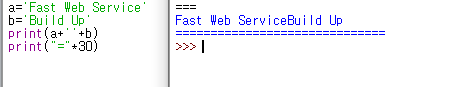 a='Fast Web Service'
b='Build Up'
print(a+''+b)
print("="*30)
===
Fast Web ServiceBuild Up
==============================
>>>